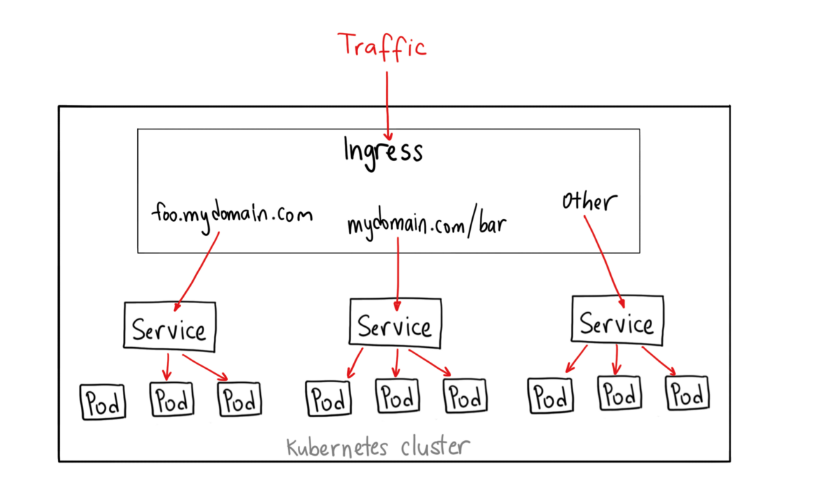 Traffic
Ingress
foo.mydomain.com
mydomain.com/bar
Other
Service
Service
Service
Pod
Pod
Pod
Pod
Pod
Pod
Pod
Pod
Pod
Kubernetes cluster